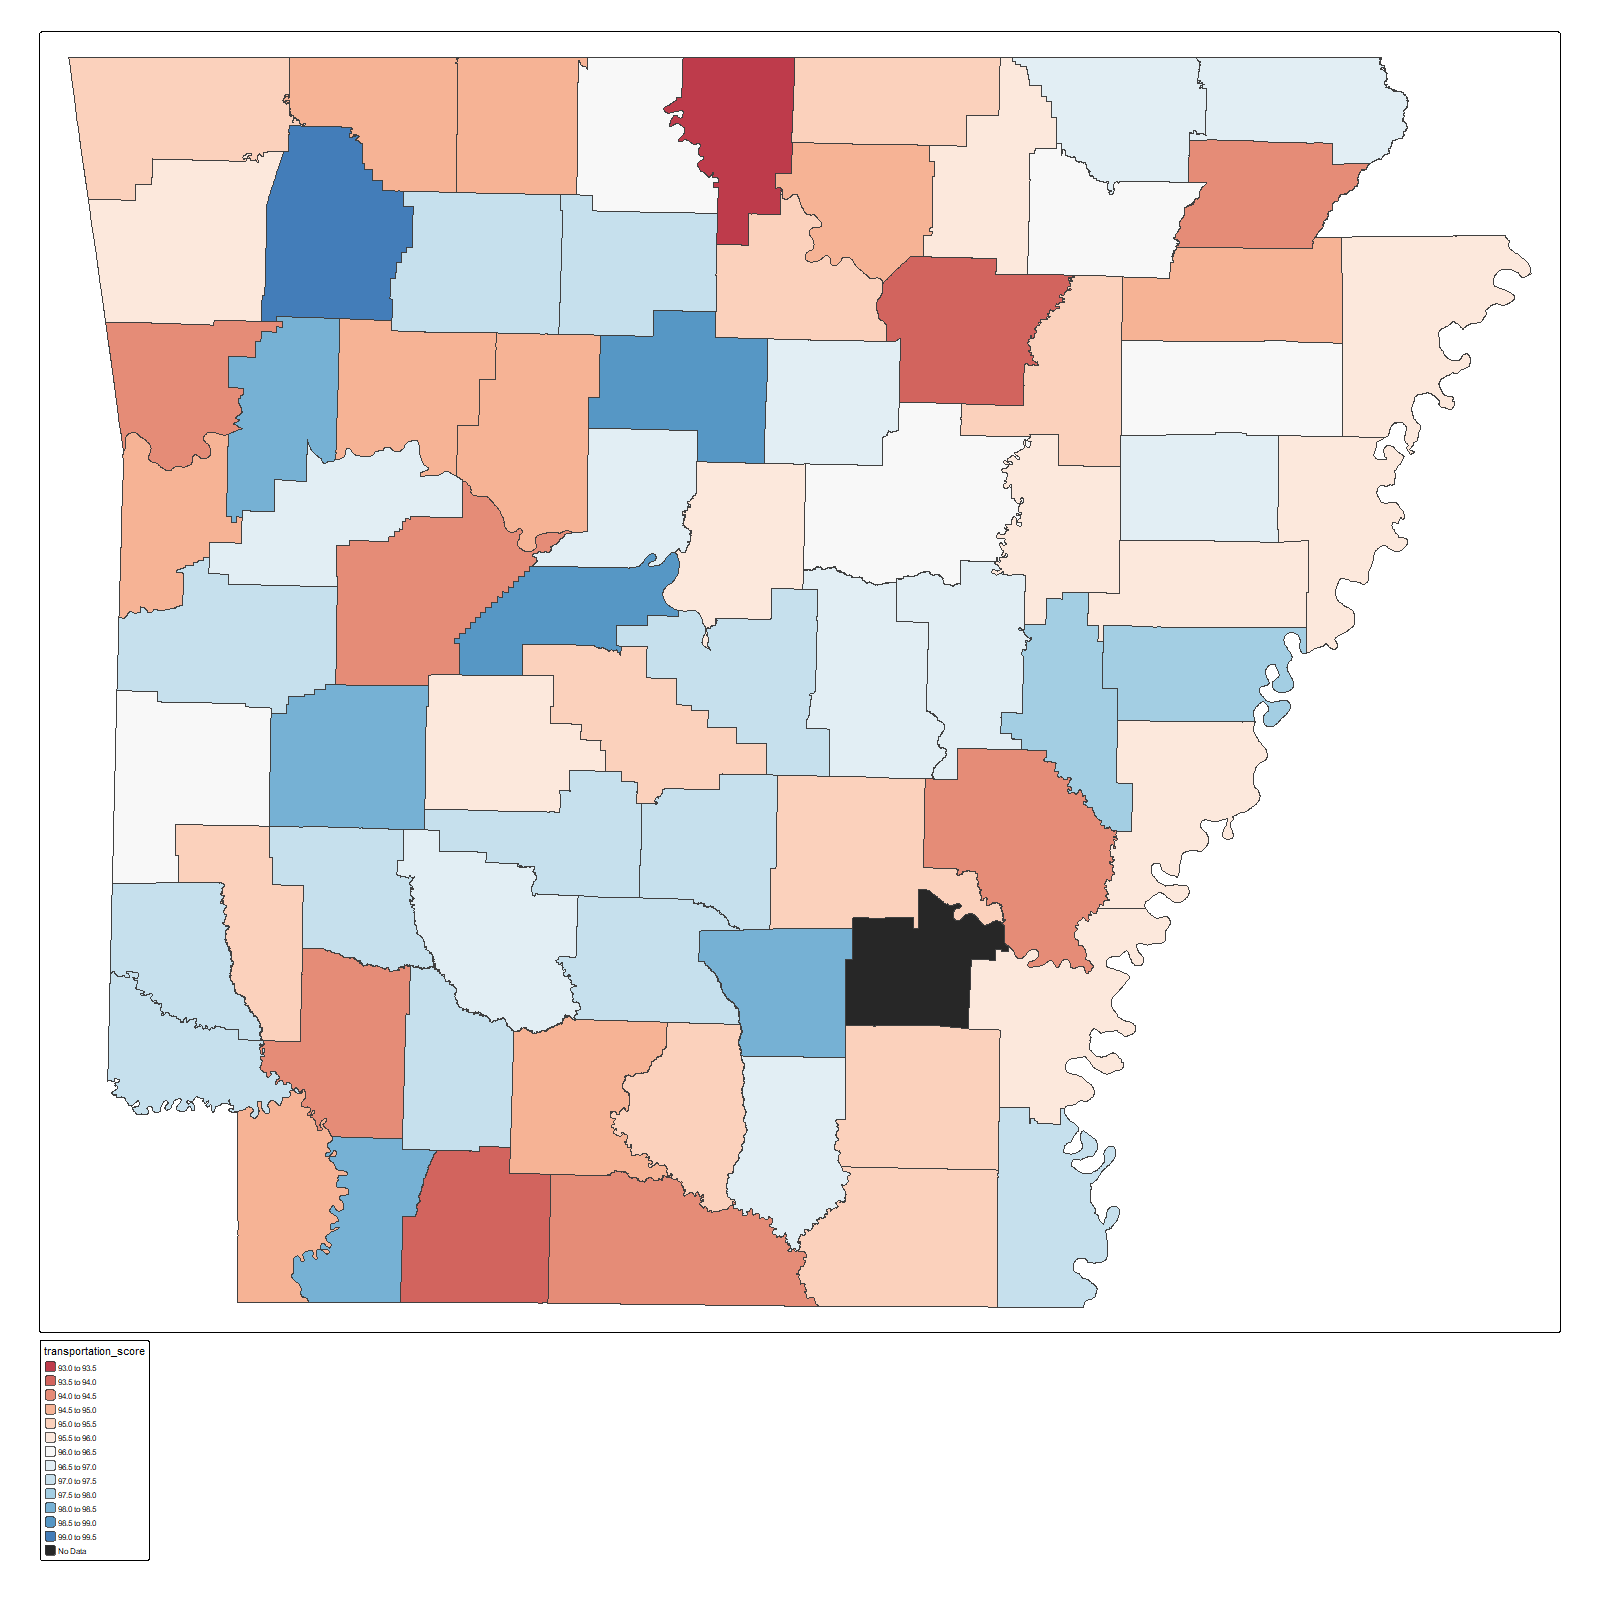 transportation_score
93.0 to 93.5
93.5 to 94.0
94.0 to 94.5
94.5 to 95.0
95.0 to 95.5
95.5 to 96.0
96.0 to 96.5
96.5 to 97.0
97.0 to 97.5
97.5 to 98.0
98.0 to 98.5
98.5 to 99.0
99.0 to 99.5
No Data